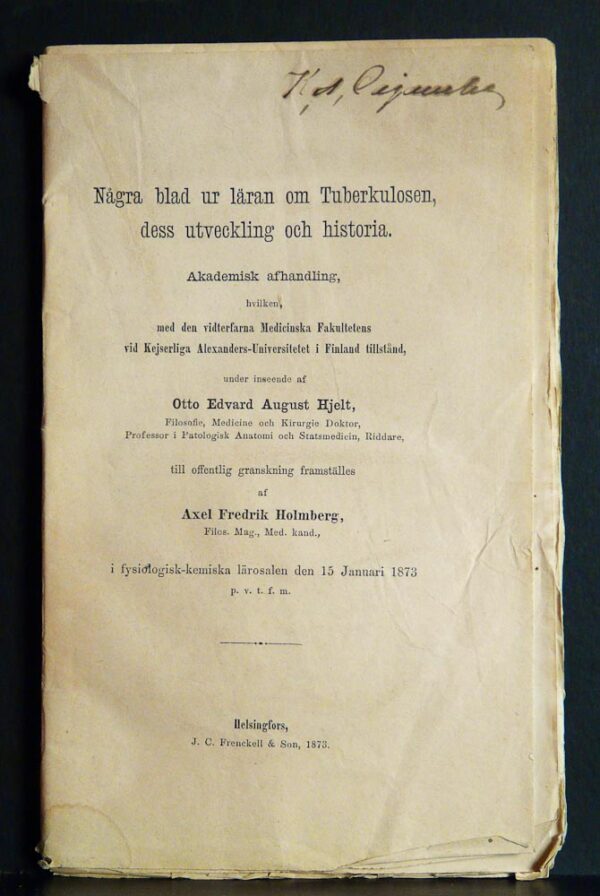 K. A.
Några blad ur läran om Tuberkulosen,
dess utveckling och historia.
Akademisk afhandling,
hvilken,
med den vidterfarna Medicinska Fakultetens
vid Kejserliga Alexanders-Universitetet i Finland tillstånd,
under inseende af
Otto Edvard August Hjelt,
Filosofie, Medicine och Kirurgie Doktor,
Professor i Patologisk Anatomi och Statsmedicin, Riddare,
till offentlig granskning framställes
af
Axel Fredrik Holmberg,
Filos. Mag., Med. kand.,
i fysiologisk-kemiska lärosalen den 15 Januari 1873
p. v. t. f. m.
Helsingfors,
J. C. Frenckell & Son, 1873.